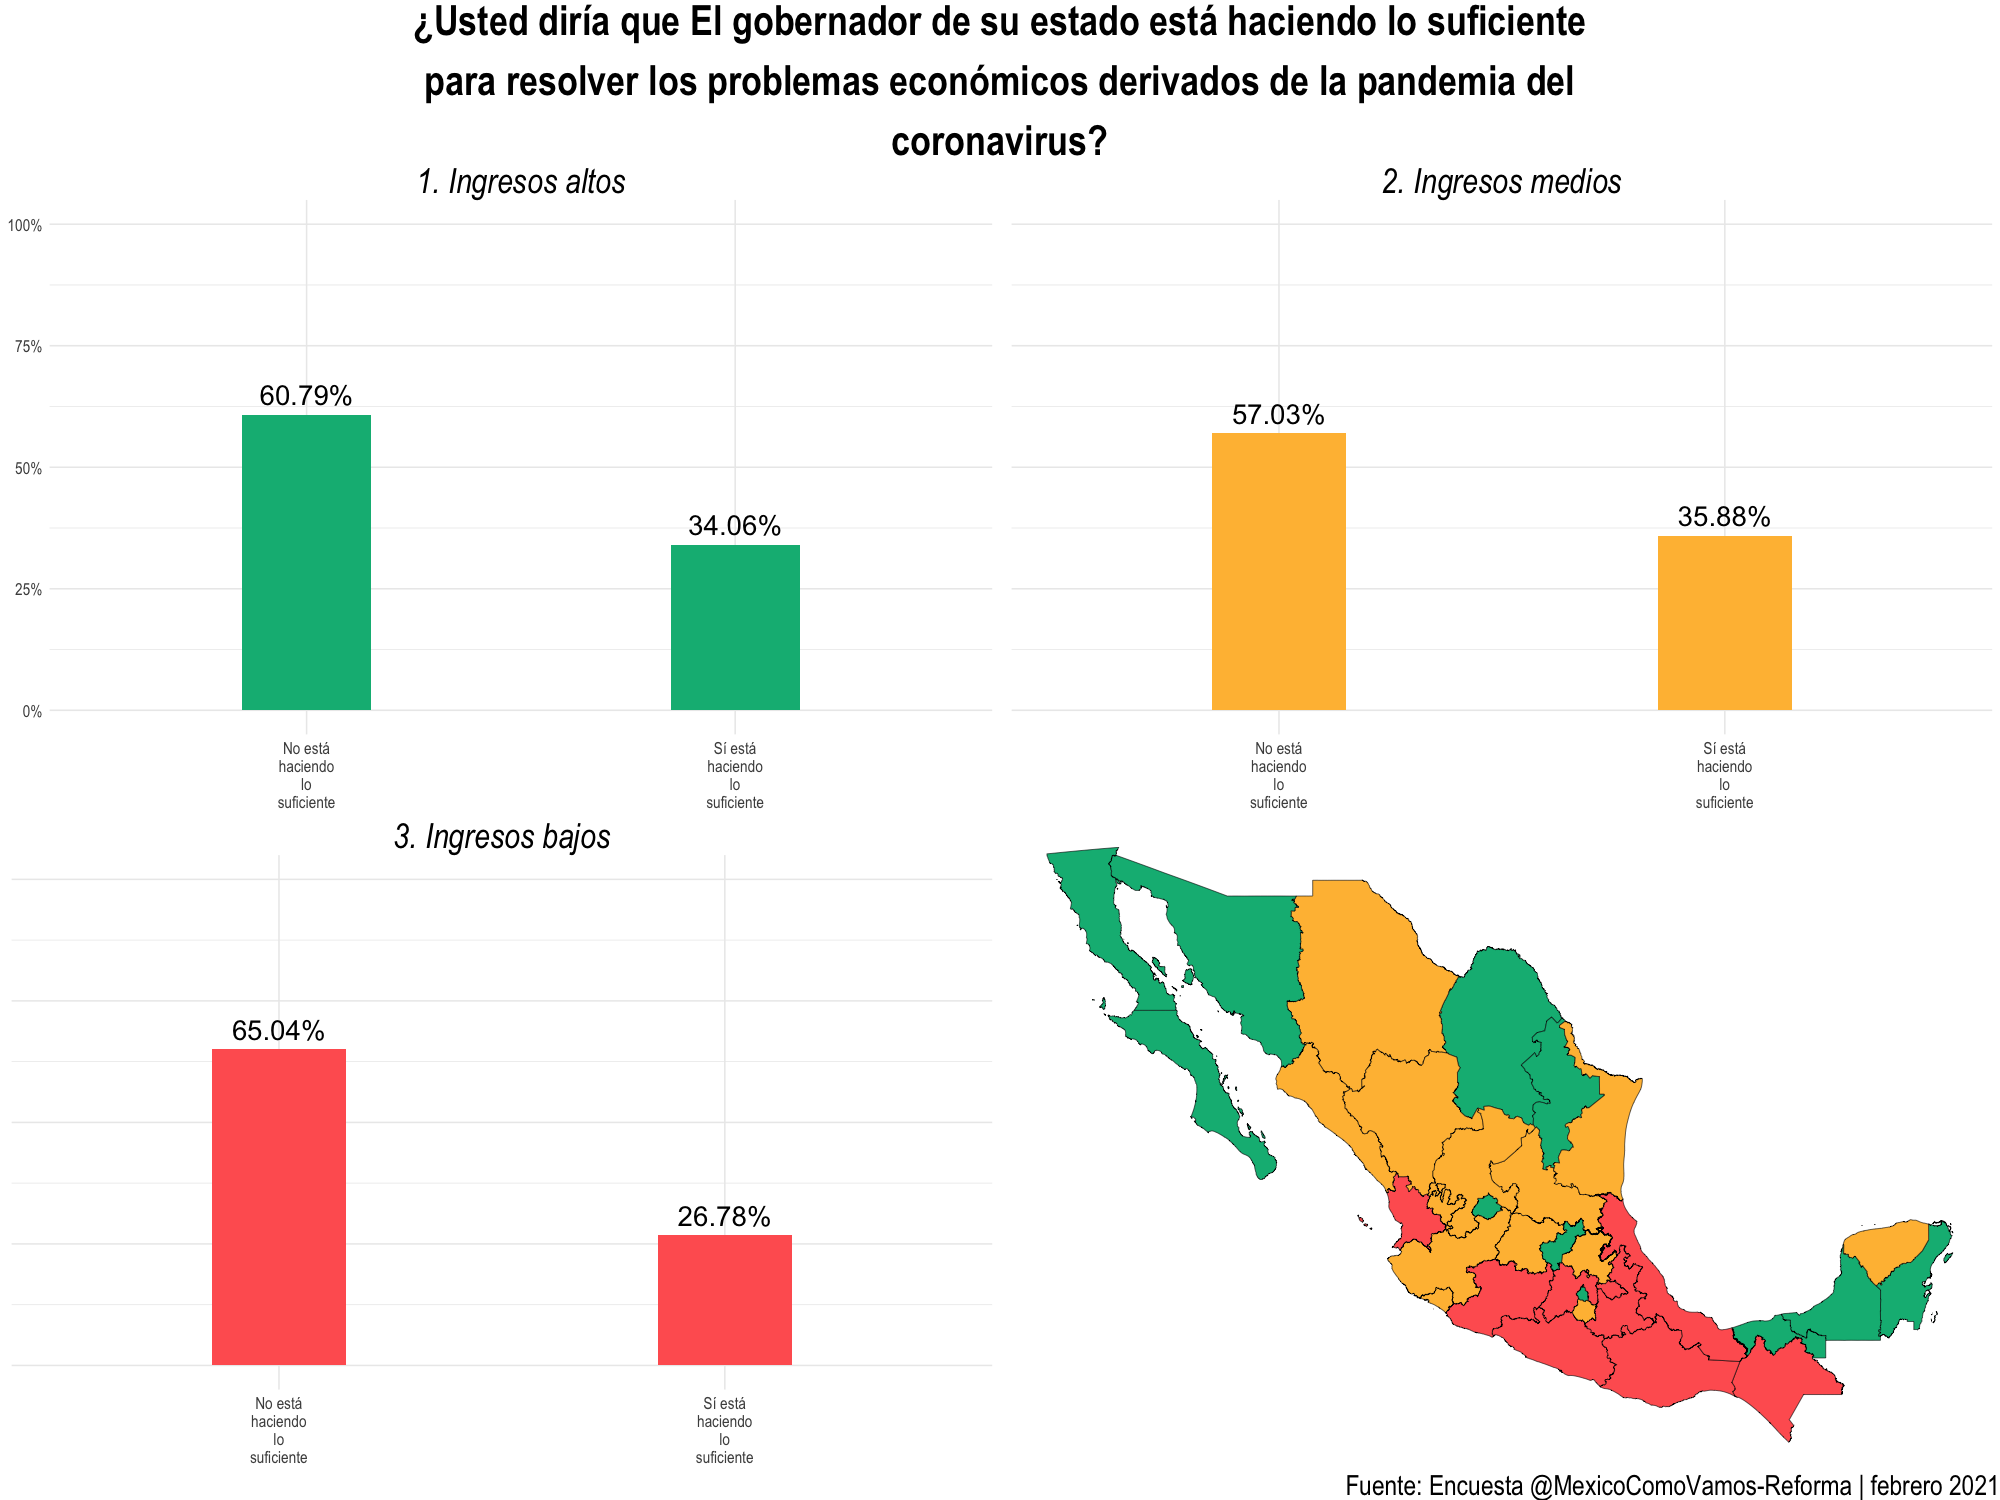 ¿Usted diría que El gobernador de su estado está haciendo lo suficiente
para resolver los problemas económicos derivados de la pandemia del
coronavirus?
1. Ingresos altos
100%
75%
50%
25%
0%
60.79%
34.06%
No está
haciendo
lo
suficiente
Sí está
haciendo
lo
suficiente
2. Ingresos medios
57.03%
35.88%
No está
haciendo
lo
suficiente
Sí está
haciendo
lo
suficiente
3. Ingresos bajos
65.04%
26.78%
No está
haciendo
lo
suficiente
Sí está
haciendo
lo
suficiente
Fuente: Encuesta @MexicoComoVamos-Reforma | febrero 2021